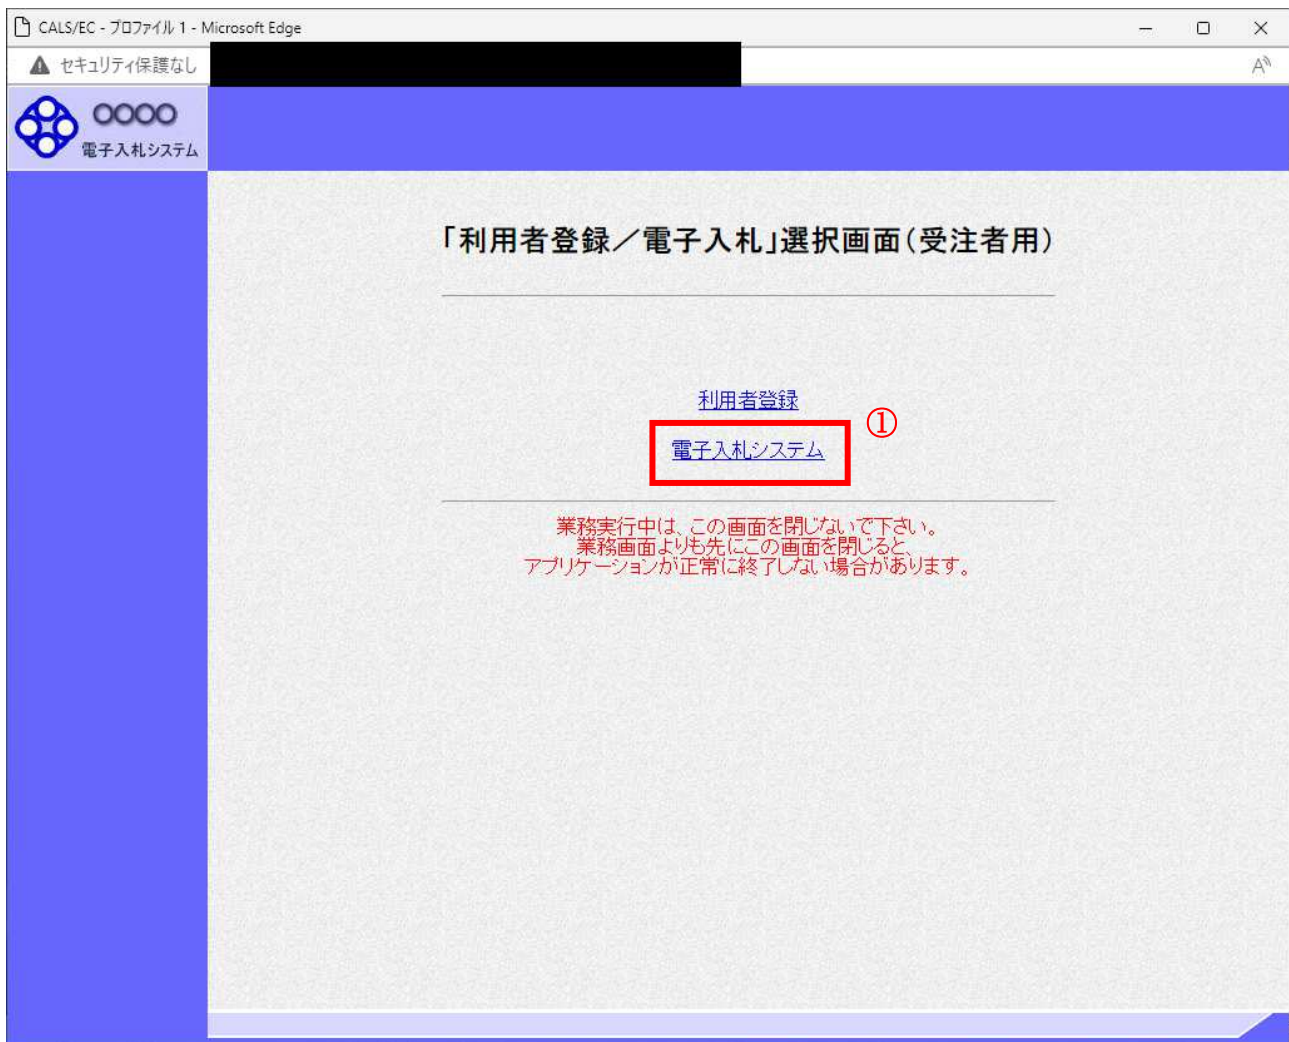 CALS/EC - プロファイル 1 - Microsoft Edge
セキュリティ保護なし
○○○○
電子入札システム
「利用者登録／電子入札」選択画面（受注者用）
利用者登録
①
電子入札システム
業務実行中は、この画面を閉じないで下さい。
業務画面よりも先にこの画面を閉じると、
アプリケーションが正常に終了しない場合があります。